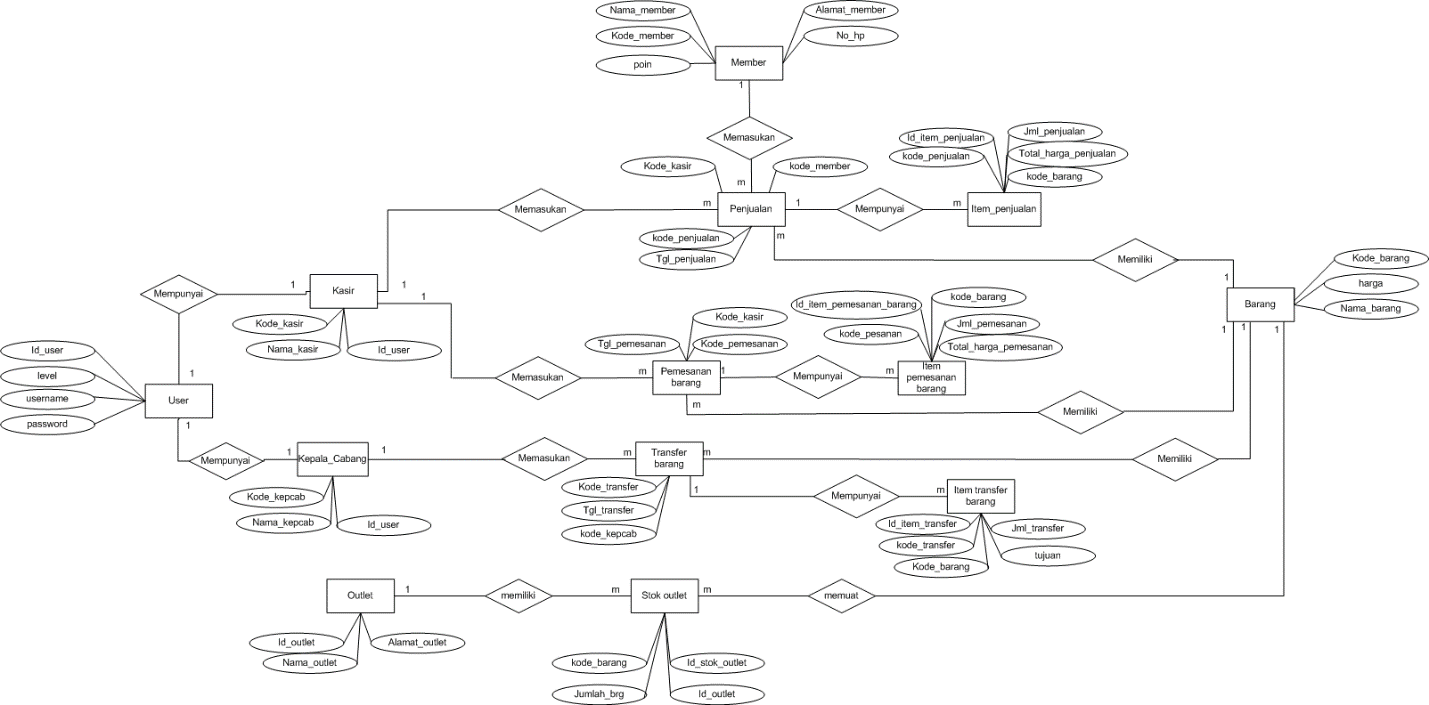 Nama_member
Alamat_member
Kode_member
No_hp
poin
Member
1
Memasukan
m
Kode_kasir
kode_member
Penjualan
kode_penjualan
Tgl_penjualan
Id_item_penjualan
Jml_penjualan
kode_penjualan
Total_harga_penjualan
kode_barang
1
Mempunyai
m
Item_penjualan
Memasukan
m
m
Memiliki
1
Kode_barang
harga
Nama_barang
Barang
1
1
1
Mempunyai
1
Kasir
1
1
Kode_kasir
Nama_kasir
Id_user
1
Id_user
level
username
password
User
1
Memasukan
m
Tgl_pemesanan
Kode_kasir
Kode_pemesanan
Pemesanan
barang
1
Mempunyai
m
Id_item_pemesanan_barang
kode_barang
kode_pesanan
Jml_pemesanan
Total_harga_pemesanan
Item
pemesanan
barang
m
Memiliki
Mempunyai
1
Kepala_Cabang
1
Kode_kepcab
Nama_kepcab
Id_user
Memasukan
m
Transfer
barang
m
Memiliki
Kode_transfer
Tgl_transfer
kode_kepcab
1
Mempunyai
m
Item transfer
barang
Id_item_transfer
Jml_transfer
kode_transfer
tujuan
Kode_barang
Outlet
1
memiliki
m
Stok outlet
m
memuat
Id_outlet
Alamat_outlet
Nama_outlet
kode_barang
Id_stok_outlet
Jumlah_brg
Id_outlet